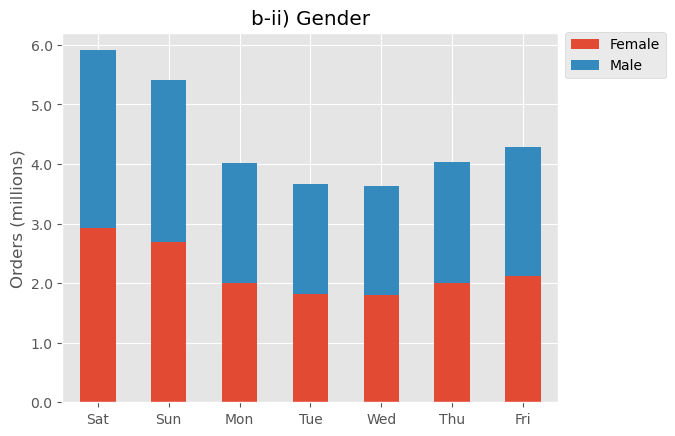 b-ii) Gender
Female
Male
Orders (millions)
6.0
5.0
4.0
3.0
2.0
1.0
0.0
Sat Sun Mon Tue Wed Thu Fri